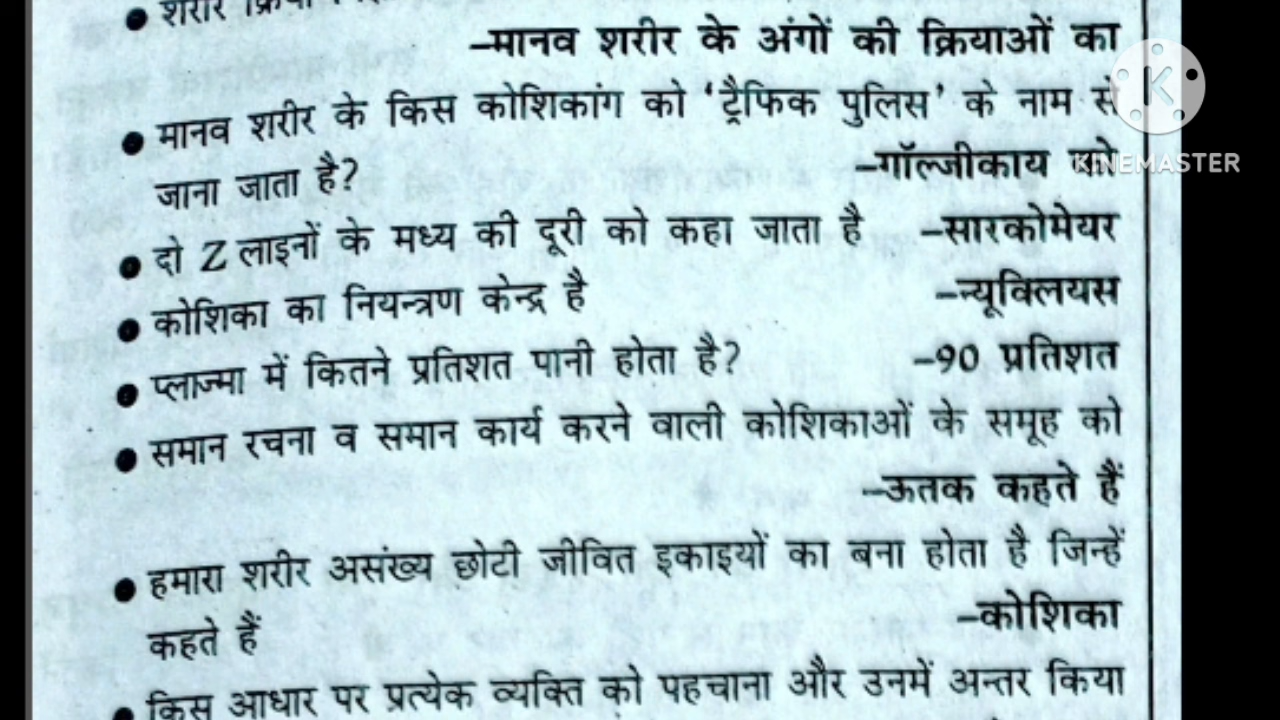 • शरीर क्रिया
–मानव शरीर के अंगों की क्रियाओं का
• मानव शरीर के किस कोशिकांग को ‘ट्रैफिक पुलिस’ के नाम से
जाना जाता है? –गॉल्जीकाय को
• दो Z लाइनों के मध्य की दूरी को कहा जाता है –सारकोमेयर
• कोशिका का नियन्त्रण केन्द्र है –न्यूक्लियस
• प्लाज्मा में कितने प्रतिशत पानी होता है? –90 प्रतिशत
• समान रचना व समान कार्य करने वाली कोशिकाओं के समूह को
–ऊतक कहते हैं
• हमारा शरीर असंख्य छोटी जीवित इकाइयों का बना होता है जिन्हें
कहते हैं –कोशिका
• किस आधार पर प्रत्येक व्यक्ति को पहचाना और उनमें अन्तर किया
K
KINEMASTER